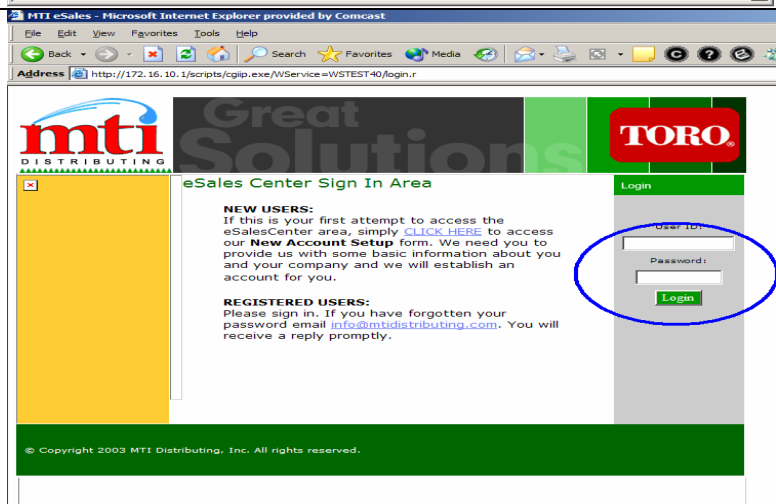 MTI eSales - Microsoft Internet Explorer provided by Comcast
File Edit View Favorites Tools Help
Back Search Favorites Media
Address http://172.16.10.1/scripts/cgiip.exe/WService=WSTEST40/login.r
mti
DISTRIBUTING
Great
Solutions
TORO.
eSales Center Sign In Area
Login
NEW USERS:
If this is your first attempt to access the
eSalesCenter area, simply CLICK HERE to access
our New Account Setup form. We need you to
provide us with some basic information about you
and your company and we will establish an
account for you.
REGISTERED USERS:
Please sign in. If you have forgotten your
password email info@mtidistributing.com. You will
receive a reply promptly.
User ID:
Password:
Login
© Copyright 2003 MTI Distributing, Inc. All rights reserved.